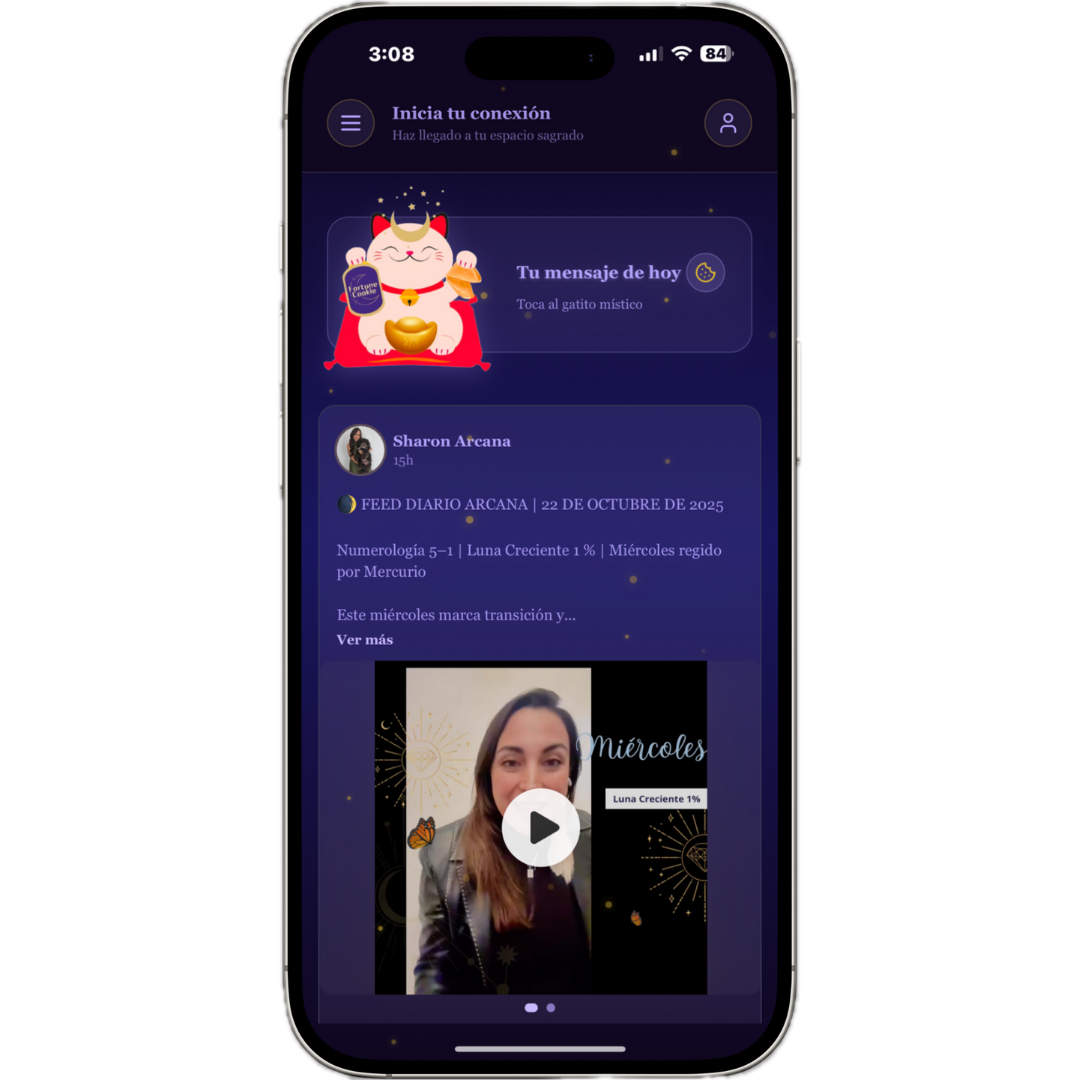 3:08
84
Inicia tu conexión
Haz llegado a tu espacio sagrado
Fortune
Cookie
Tu mensaje de hoy
Toca al gatito místico
Sharon Arcana
15h
FEED DIARIO ARCANA | 22 DE OCTUBRE DE 2025
Numerología 5–1 | Luna Creciente 1 % | Miércoles regido
por Mercurio
Este miércoles marca transición y...
Ver más
Miércoles
Luna Creciente 1%